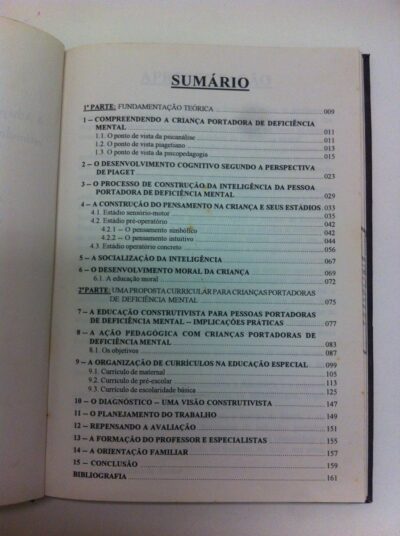 SUMÁRIO
1ª PARTE: FUNDAMENTAÇÃO TEÓRICA 009
1 -- COMPREENDENDO A CRIANÇA PORTADORA DE DEFICIÊNCIA
MENTAL 011
1.1. O ponto de vista da psicanálise 011
1.2. O ponto de vista piagetiano 013
1.3. O ponto de vista da psicopedagogia 015
2 -- O DESENVOLVIMENTO COGNITIVO SEGUNDO A PERSPECTIVA
DE PIAGET 023
3 -- O PROCESSO DE CONSTRUÇÃO DA INTELIGÊNCIA DA PESSOA
PORTADORA DE DEFICIÊNCIA MENTAL 029
4 -- A CONSTRUÇÃO DO PENSAMENTO NA CRIANÇA E SEUS ESTÁDIOS 033
4.1. Estádio sensório-motor 035
4.2. Estádio pré-operatório 042
4.2.1 -- O pensamento simbólico 042
4.2.2 -- O pensamento intuitivo 044
4.3. Estádio operatório concreto 056
5 -- A SOCIALIZAÇÃO DA INTELIGÊNCIA 067
6 -- O DESENVOLVIMENTO MORAL DA CRIANÇA 069
6.1. A educação moral 072
2ª PARTE: UMA PROPOSTA CURRICULAR PARA CRIANÇAS PORTADORAS
DE DEFICIÊNCIA MENTAL 075
7 -- A EDUCAÇÃO CONSTRUTIVISTA PARA PESSOAS PORTADORAS
DE DEFICIÊNCIA MENTAL -- IMPLICAÇÕES PRÁTICAS 077
8 -- A AÇÃO PEDAGÓGICA COM CRIANÇAS PORTADORAS DE
DEFICIÊNCIA MENTAL 083
8.1. Os objetivos 087
9 -- A ORGANIZAÇÃO DE CURRÍCULOS NA EDUCAÇÃO ESPECIAL 099
9.1. Currículo de maternal 105
9.2. Currículo de pré-escolar 113
9.3. Currículo de escolaridade básica 125
10 -- O DIAGNÓSTICO -- UMA VISÃO CONSTRUTIVISTA 147
11 -- O PLANEJAMENTO DO TRABALHO 149
12 -- REPENSANDO A AVALIAÇÃO 151
13 -- A FORMAÇÃO DO PROFESSOR E ESPECIALISTAS 155
14 -- A ORIENTAÇÃO FAMILIAR 157
15 -- CONCLUSÃO 159
BIBLIOGRAFIA 161